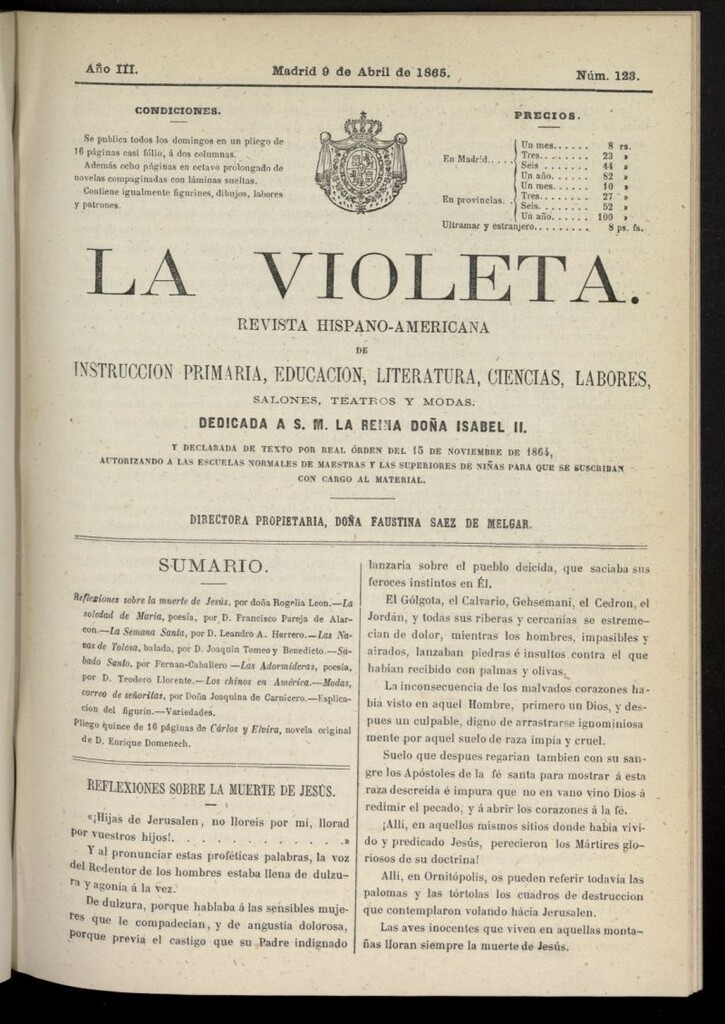 Año III.
Madrid 9 de Abril de 1865.
Núm. 123.
CONDICIONES.
Se publica todos los domingos en un pliego de
16 páginas casi fólio, á dos columnas.
Además ocho páginas en octavo prolongado de
novelas compaginadas con láminas sueltas.
Contiene igualmente figurines, dibujos, labores
y patrones.
PRECIOS.
En Madrid....
Un mes...... 8 rs.
Tres........ 23 »
Seis ....... 44 »
Un año...... 82 »
En provincias. .
Un mes...... 10 »
Tres........ 27 »
Seis........ 52 »
Un año...... 100 »
Ultramar y estranjero......... 8 ps. fs.
LA VIOLETA.
REVISTA HISPANO-AMERICANA
DE
INSTRUCCION PRIMARIA, EDUCACION, LITERATURA, CIENCIAS, LABORES,
SALONES, TEATROS Y MODAS.
DEDICADA A S. M. LA REINA DOÑA ISABEL II.
Y DECLARADA DE TEXTO POR REAL ÓRDEN DEL 15 DE NOVIEMBRE DE 1864,
AUTORIZANDO A LAS ESCUELAS NORMALES DE MAESTRAS Y LAS SUPERIORES DE NIÑAS PARA QUE SE SUSCRIBAN
CON CARGO AL MATERIAL.
DIRECTORA PROPIETARIA, DOÑA FAUSTINA SAEZ DE MELGAR.
SUMARIO.
Reflexiones sobre la muerte de Jesús, por doña Rogelia Leon.—La
soledad de Maria, poesía, por D. Francisco Pareja de Alar-
con.—La Semana Santa, por D. Leandro A. Herrero.—Las Na-
vas de Tolosa, balada, por D. Joaquin Tomeo y Benedicto.—Sá-
bado Santo, por Fernan-Caballero —Las Adormideras, poesía,
por D. Teodoro Llorente.—Los chinos en América.—Modas,
correo de señoritas, por Doña Joaquina de Carnicero.—Esplica-
cion del figurin.—Variedades.
Pliego quince de 16 páginas de Cárlos y Elvira, novela original
de D. Enrique Domenech.
REFLEXIONES SOBRE LA MUERTE DE JESÚS.
«¡Hijas de Jerusalen, no lloreis por mí, llorad
por vuestros hijos!. . . . . . . . . . . . .»
Y al pronunciar estas proféticas palabras, la voz
del Redentor de los hombres estaba llena de dulzu-
ra y agonía á la vez.
De dulzura, porque hablaba á las sensibles muje-
res que le compadecian, y de angustia dolorosa,
porque previa el castigo que su Padre indignado
lanzaria sobre el pueblo deicida, que saciaba sus
feroces instintos en Él.
El Gólgota, el Calvario, Gehsemaní, el Cedron, el
Jordán, y todas sus riberas y cercanías se estreme-
cian de dolor, mientras los hombres, impasibles y
airados, lanzaban piedras é insultos contra el que
habian recibido con palmas y olivas.
La inconsecuencia de los malvados corazones ha-
bia visto en aquel Hombre, primero un Dios, y des-
pues un culpable, digno de arrastrarse ignominiosa
mente por aquel suelo de raza impía y cruel.
Suelo que despues regarian tambien con su san-
gre los Apóstoles de la fé santa para mostrar á esta
raza descreida é impura que no en vano vino Dios á
redimir el pecado, y á abrir los corazones á la fé.
¡Allí, en aquellos mismos sitios donde habia vivi-
do y predicado Jesús, perecieron los Mártires glo-
riosos de su doctrina!
Allí, en Ornitópolis, os pueden referir todavía las
palomas y las tórtolas los cuadros de destruccion
que contemplaron volando hácia Jerusalen.
Las aves inocentes que viven en aquellas monta-
ñas lloran siempre la muerte de Jesús.